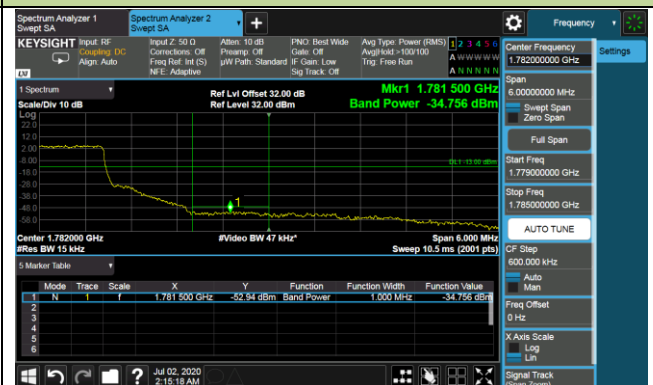 Spectrum Analyzer 1
Swept SA
Spectrum Analyzer 2
Swept SA
Frequency
KEYSIGHT
Input: RF
Coupling: DC
Align: Auto
Input Z: 50 Ω
Corrections: Off
Freq Ref: Int (S)
NFE: Adaptive
Atten: 10 dB
Preamp: Off
µW Path: Standard
PNO: Best Wide
Gate: Off
IF Gain: Low
Sig Track: Off
Avg Type: Power (RMS)
Avg|Hold:>100/100
Trig: Free Run
1 2 3 4 5 6
A W W W W W
A N N N N N
LXI
1 Spectrum
Scale/Div 10 dB
Ref Lvl Offset 32.00 dB
Ref Level 32.00 dBm
Mkr1 1.781 500 GHz
Band Power -34.756 dBm
Log
22.0
12.0
2.00
-8.00
-18.0
-28.0
-38.0
-48.0
-58.0
DL1 -13.00 dBm
1
Center 1.782000 GHz
#Res BW 15 kHz
#Video BW 47 kHz*
Span 6.000 MHz
Sweep 10.5 ms (2001 pts)
5 Marker Table
Mode Trace Scale X Y Function Function Width Function Value
1 N 1 f 1.781 500 GHz -52.94 dBm Band Power 1.000 MHz -34.756 dBm
2
3
4
5
6
Jul 02, 2020
2:15:18 AM
Center Frequency
1.782000000 GHz
Settings
Span
6.00000000 MHz
Swept Span
Zero Span
Full Span
Start Freq
1.779000000 GHz
Stop Freq
1.785000000 GHz
AUTO TUNE
CF Step
600.000 kHz
Auto
Man
Freq Offset
0 Hz
X Axis Scale
Log
Lin
Signal Track
(Span Zoom)